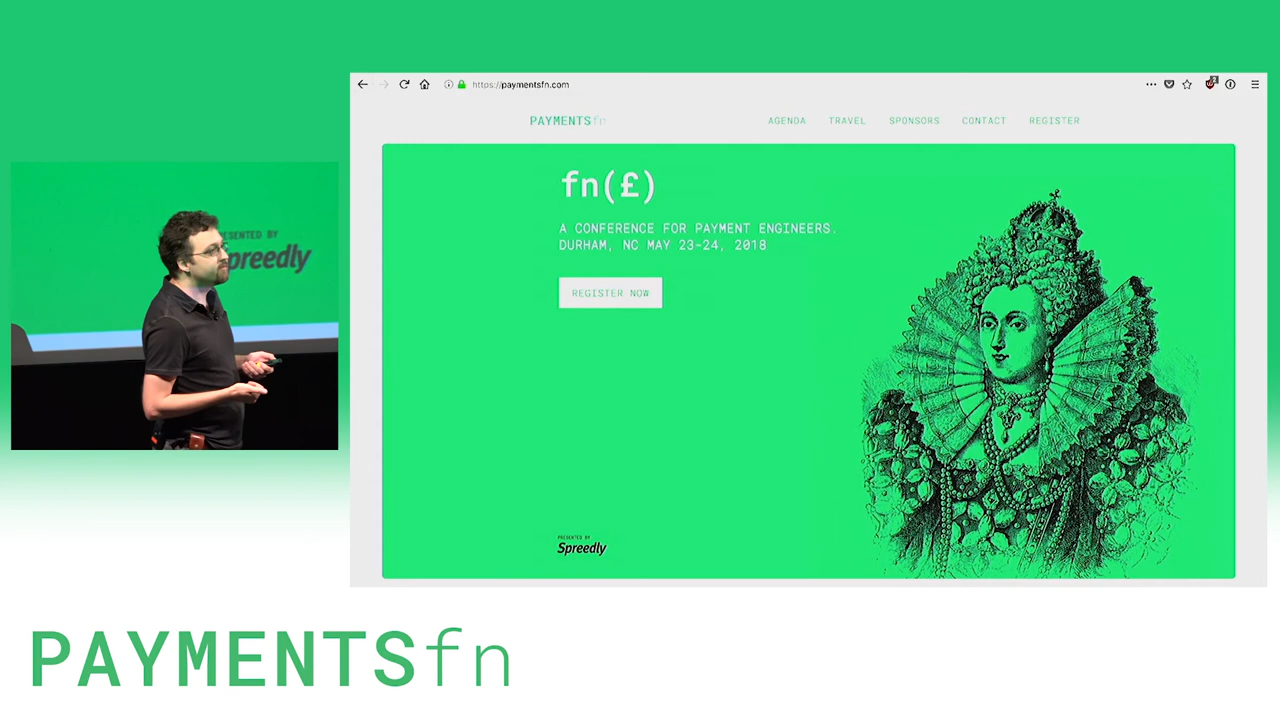 PRESENTED BY
Spreedly
https://paymentsfn.com
PAYMENTSfn
AGENDA
TRAVEL
SPONSORS
CONTACT
REGISTER
fn(£)
A CONFERENCE FOR PAYMENT ENGINEERS.
DURHAM, NC MAY 23-24, 2018
REGISTER NOW
PRESENTED BY
Spreedly
PAYMENTSfn